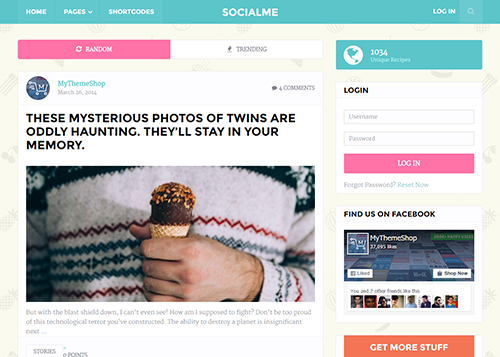 HOME
PAGES
SHORTCODES
SOCIALME
LOG IN
RANDOM
TRENDING
MyThemeShop
March 26, 2014
4 COMMENTS
THESE MYSTERIOUS PHOTOS OF TWINS ARE
ODDLY HAUNTING. THEY'LL STAY IN YOUR
MEMORY.
But with the blast shield down, I can't even see! How am I supposed to fight? Don't be too proud
of this technological terror you've constructed. The ability to destroy a planet is insignificant
next ...
STORIES
0 POINTS
1034
Unique Recipes
LOGIN
Username
Password
LOG IN
Forgot Password? Reset Now
FIND US ON FACEBOOK
MyThemeShop
37,095 likes
Liked
Shop Now
You and 7 other friends like this
GET MORE STUFF